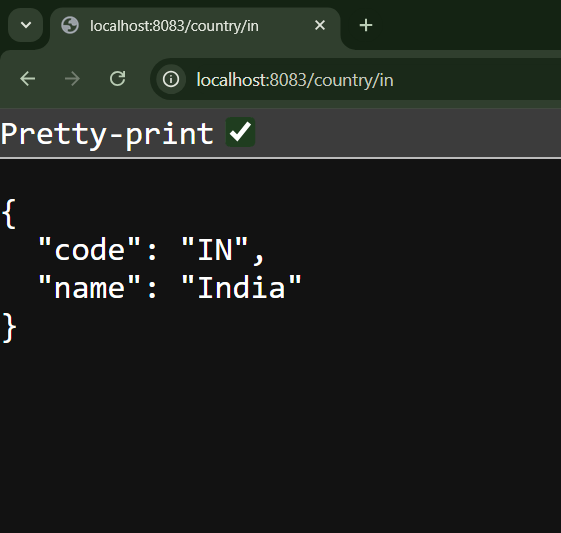 localhost:8083/country/in
localhost:8083/country/in
Pretty-print
{
  "code": "IN",
  "name": "India"
}